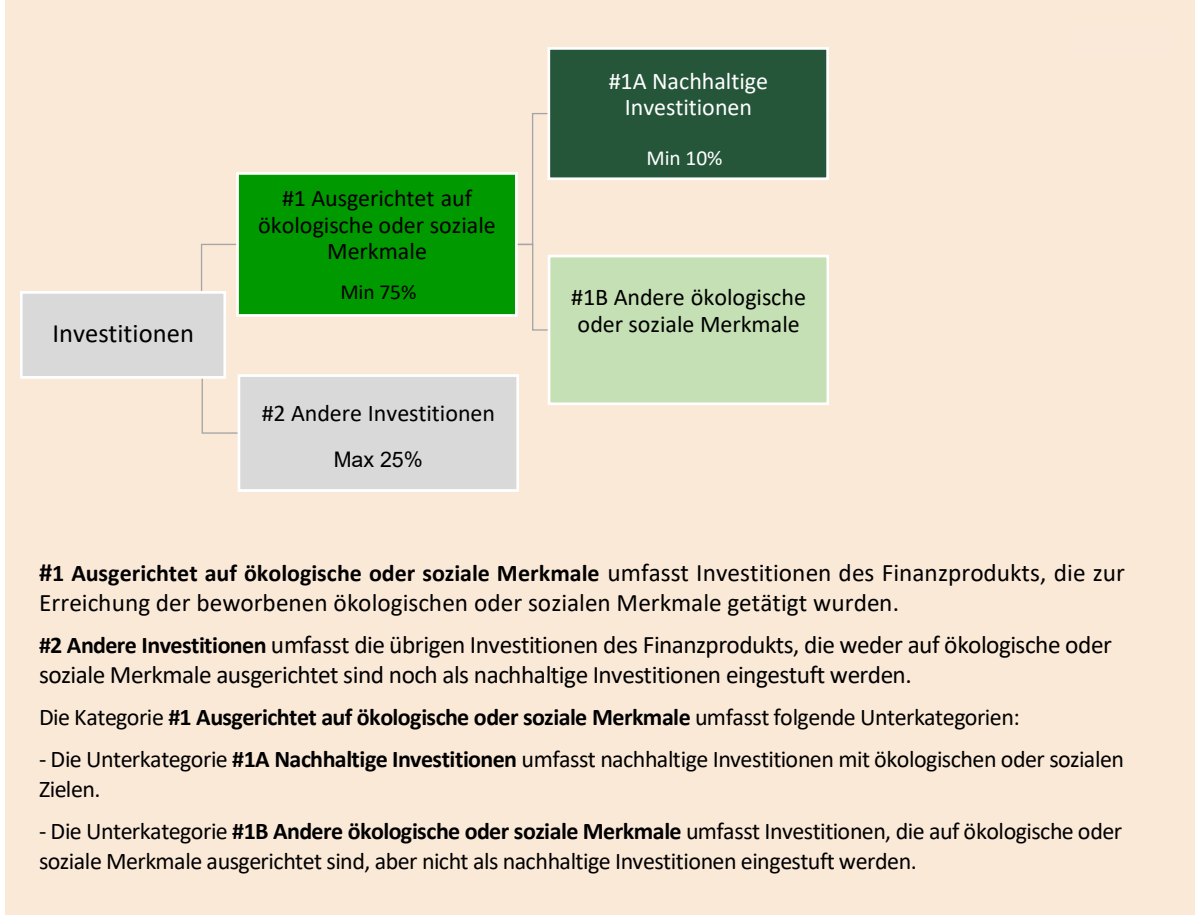 #1A Nachhaltige
Investitionen
Min 10%
#1 Ausgerichtet auf
ökologische oder soziale
Merkmale
Min 75%
#1B Andere ökologische
oder soziale Merkmale
Investitionen
#2 Andere Investitionen
Max 25%
#1 Ausgerichtet auf ökologische oder soziale Merkmale umfasst Investitionen des Finanzprodukts, die zur
Erreichung der beworbenen ökologischen oder sozialen Merkmale getätigt wurden.
#2 Andere Investitionen umfasst die übrigen Investitionen des Finanzprodukts, die weder auf ökologische oder
soziale Merkmale ausgerichtet sind noch als nachhaltige Investitionen eingestuft werden.
Die Kategorie #1 Ausgerichtet auf ökologische oder soziale Merkmale umfasst folgende Unterkategorien:
- Die Unterkategorie #1A Nachhaltige Investitionen umfasst nachhaltige Investitionen mit ökologischen oder sozialen
Zielen.
- Die Unterkategorie #1B Andere ökologische oder soziale Merkmale umfasst Investitionen, die auf ökologische oder
soziale Merkmale ausgerichtet sind, aber nicht als nachhaltige Investitionen eingestuft werden.